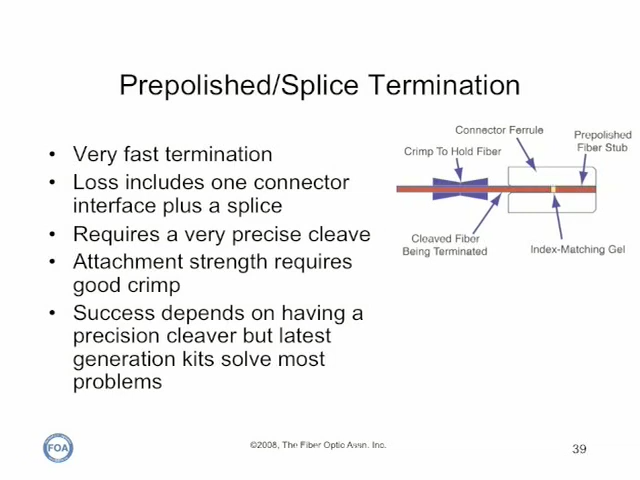 Prepolished/Splice Termination
• Very fast termination
• Loss includes one connector
interface plus a splice
• Requires a very precise cleave
• Attachment strength requires
good crimp
• Success depends on having a
precision cleaver but latest
generation kits solve most
problems
Connector Ferrule
Prepolished
Fiber Stub
Crimp To Hold Fiber
Cleaved Fiber
Being Terminated
Index-Matching Gel
FOA
©2008, The Fiber Optic Assn. Inc.
39